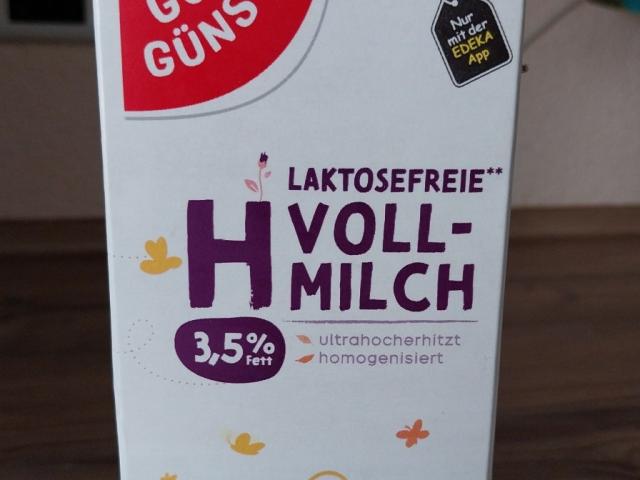 GÜNS
Nur
mit der
EDEKA
App
LAKTOSEFREIE**
H VOLL-
MILCH
3,5%
Fett
ultrahocherhitzt
homogenisiert